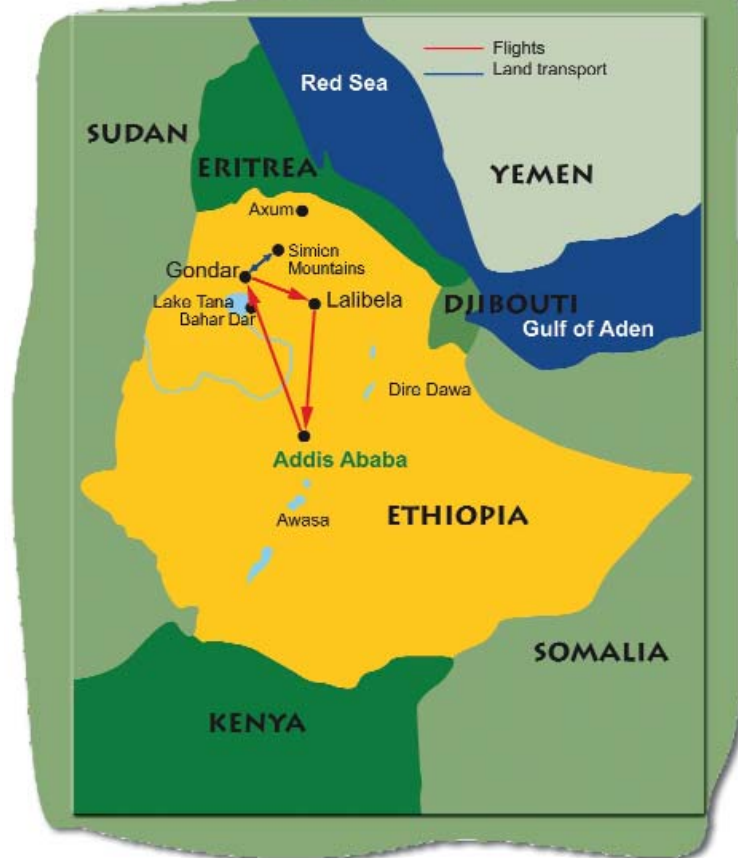 Flights
Land transport
Red Sea
SUDAN
ERITREA
YEMEN
Axum
Simien
Mountains
Gondar
Lake Tana
Bahar Dar
Lalibela
DJIBOUTI
Gulf of Aden
Dire Dawa
Addis Ababa
Awasa
ETHIOPIA
SOMALIA
KENYA